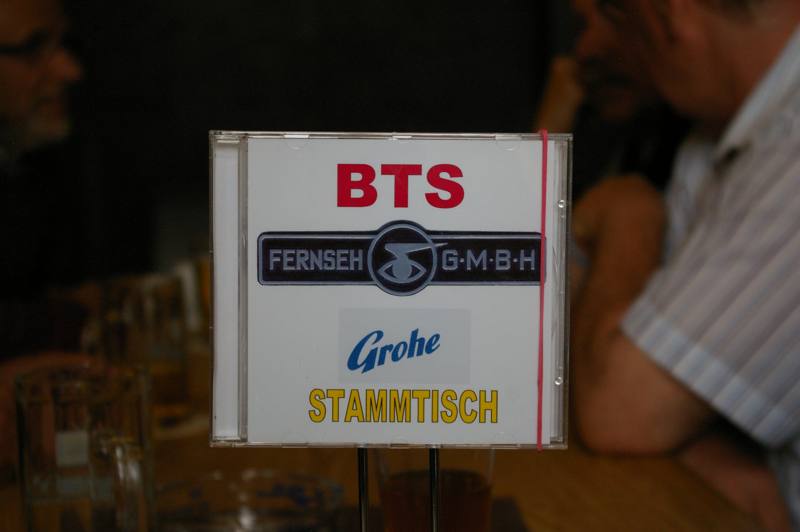 BTS
FERNSEH G·M·B·H
Grohe
STAMMTISCH